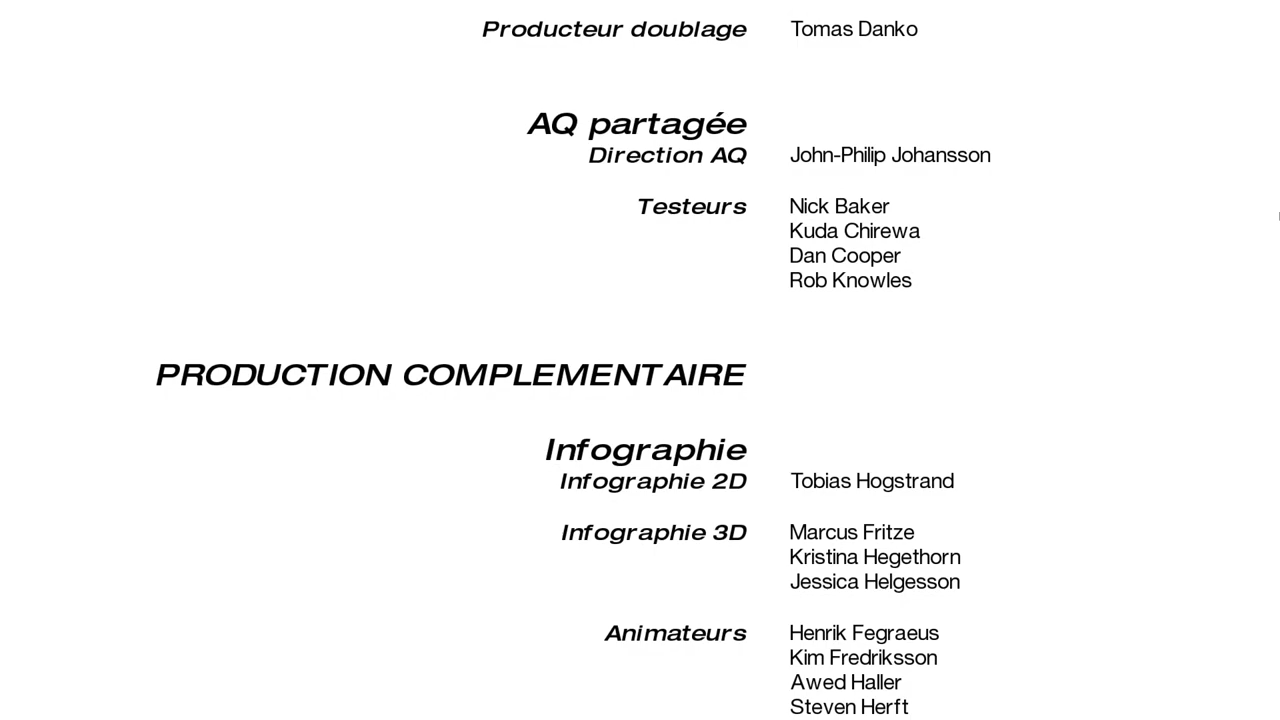 Producteur doublage Tomas Danko
AQ partagée
Direction AQ John-Philip Johansson
Testeurs Nick Baker
Kuda Chirewa
Dan Cooper
Rob Knowles
PRODUCTION COMPLEMENTAIRE
Infographie
Infographie 2D Tobias Hogstrand
Infographie 3D Marcus Fritze
Kristina Hegethorn
Jessica Helgesson
Animateurs Henrik Fegraeus
Kim Fredriksson
Awed Haller
Steven Herft